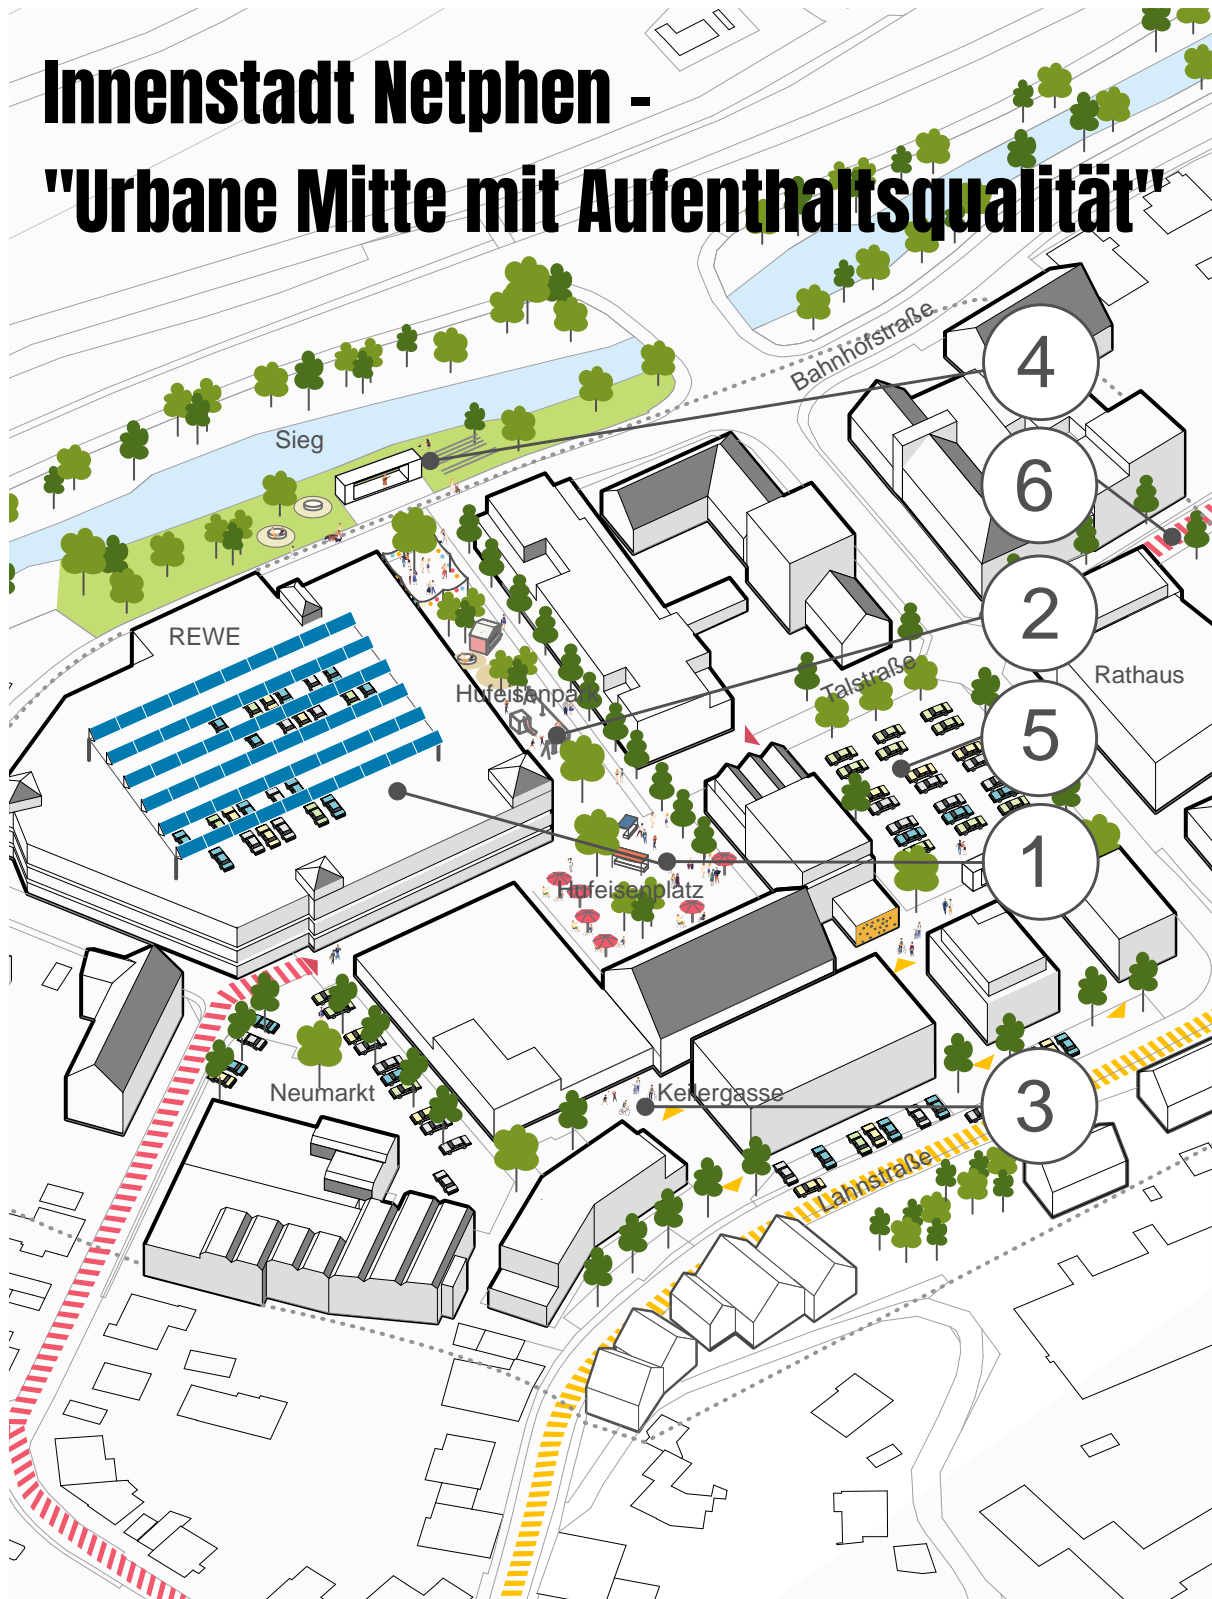 Innenstadt Netphen -
"Urbane Mitte mit Aufenthaltsqualität"
Bahnhofstraße
4
Sieg
6
2
REWE
Talstraße
Rathaus
Hufeisenpark
5
1
Hufeisenplatz
Neumarkt
Keilergasse
3
Lahnstraße